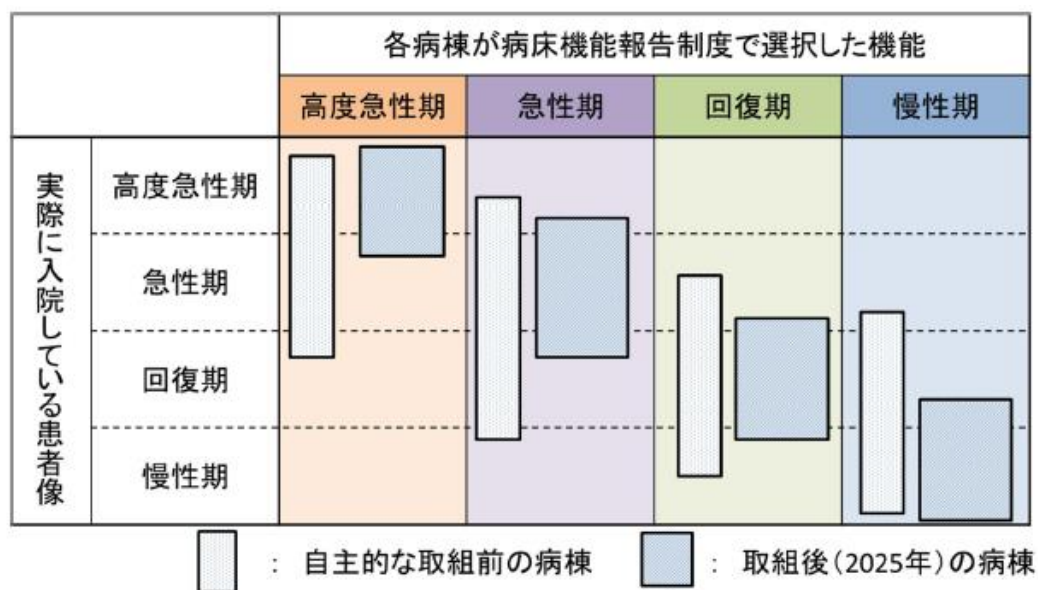 各病棟が病床機能報告制度で選択した機能
高度急性期 急性期 回復期 慢性期
実際に入院している患者像
高度急性期
急性期
回復期
慢性期
： 自主的な取組前の病棟 ： 取組後(2025年)の病棟